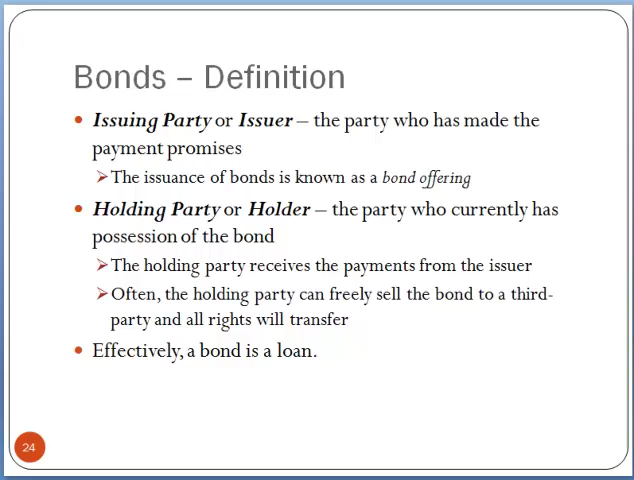 Bonds – Definition
Issuing Party or Issuer – the party who has made the
payment promises
The issuance of bonds is known as a bond offering
Holding Party or Holder – the party who currently has
possession of the bond
The holding party receives the payments from the issuer
Often, the holding party can freely sell the bond to a third-
party and all rights will transfer
Effectively, a bond is a loan.
24